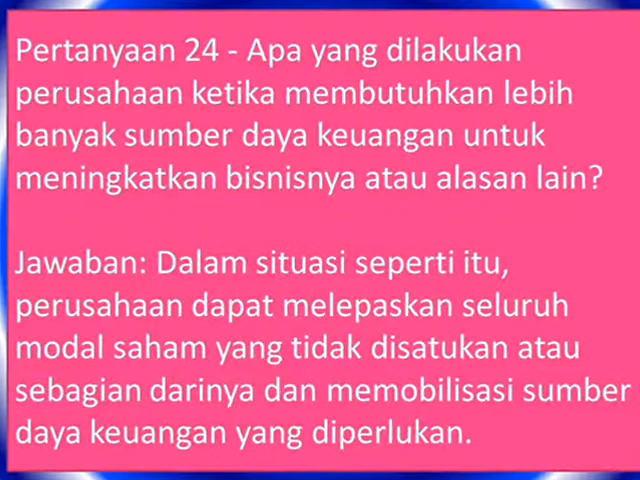 Pertanyaan 24 - Apa yang dilakukan
perusahaan ketika membutuhkan lebih
banyak sumber daya keuangan untuk
meningkatkan bisnisnya atau alasan lain?
Jawaban: Dalam situasi seperti itu,
perusahaan dapat melepaskan seluruh
modal saham yang tidak disatukan atau
sebagian darinya dan memobilisasi sumber
daya keuangan yang diperlukan.